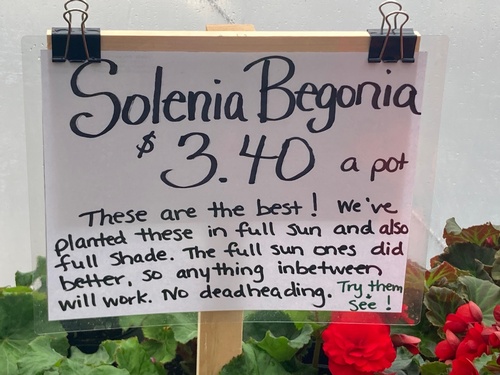 Solenia Begonia
$3.40 a pot
These are the best! We've
planted these in full sun and also
full shade. The full sun ones did
better, so anything inbetween
will work. No deadheading. Try them
+
see!